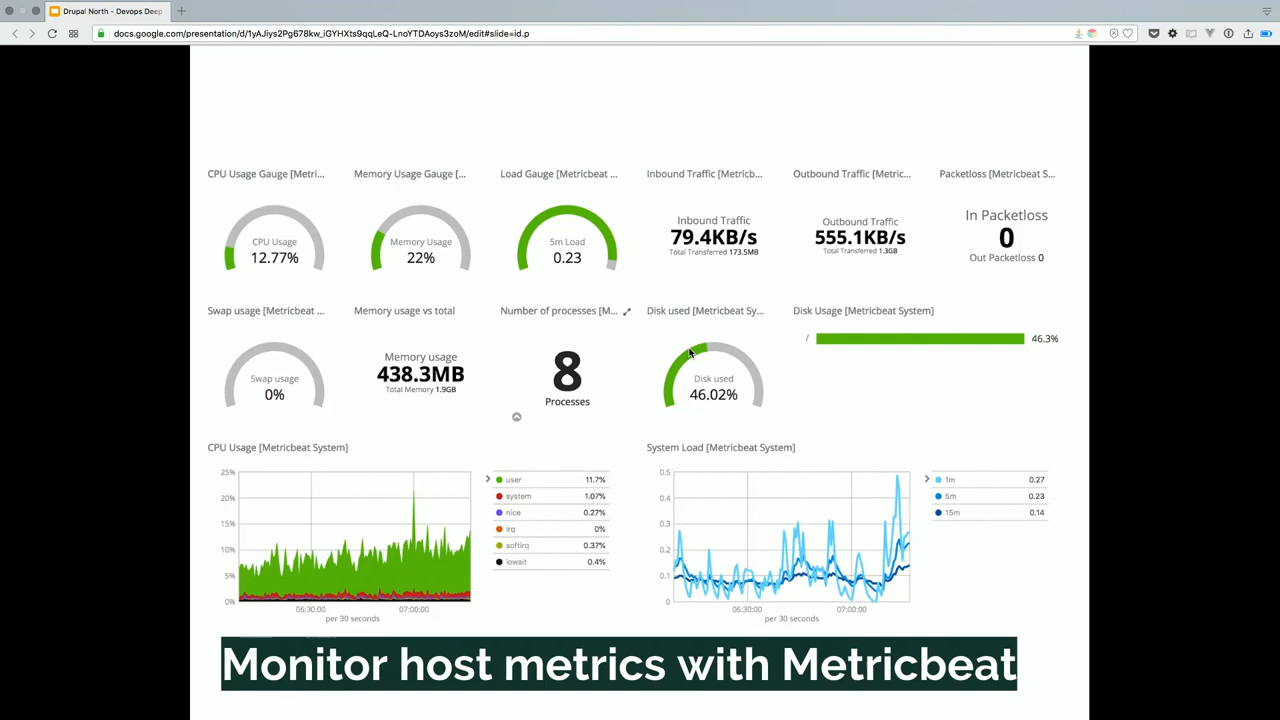 Drupal North - Devops Deep
docs.google.com/presentation/d/1yAJiys2Pg678kw_iGYHXts9qqLeQ-LnoYTDAoys3zoM/edit#slide=id.p
CPU Usage Gauge [Metri...
Memory Usage Gauge [...
Load Gauge [Metricbeat ...
Inbound Traffic [Metricb...
Outbound Traffic [Metric...
Packetloss [Metricbeat S...
CPU Usage
12.77%
Memory Usage
22%
5m Load
0.23
Inbound Traffic
79.4KB/s
Total Transferred 173.5MB
Outbound Traffic
555.1KB/s
Total Transferred 1.3GB
In Packetloss
0
Out Packetloss 0
Swap usage [Metricbeat ...
Memory usage vs total
Number of processes [M...
Disk used [Metricbeat Sy...
Disk Usage [Metricbeat System]
Swap usage
0%
Memory usage
438.3MB
Total Memory 1.9GB
8
Processes
Disk used
46.02%
/ 46.3%
CPU Usage [Metricbeat System]
25%
20%
15%
10%
5%
0%
06:30:00 07:00:00
per 30 seconds
user 11.7%
system 1.07%
nice 0.27%
irq 0%
softirq 0.37%
iowait 0.4%
System Load [Metricbeat System]
0.5
0.4
0.3
0.2
0.1
0
06:30:00 07:00:00
per 30 seconds
1m 0.27
5m 0.23
15m 0.14
Monitor host metrics with Metricbeat